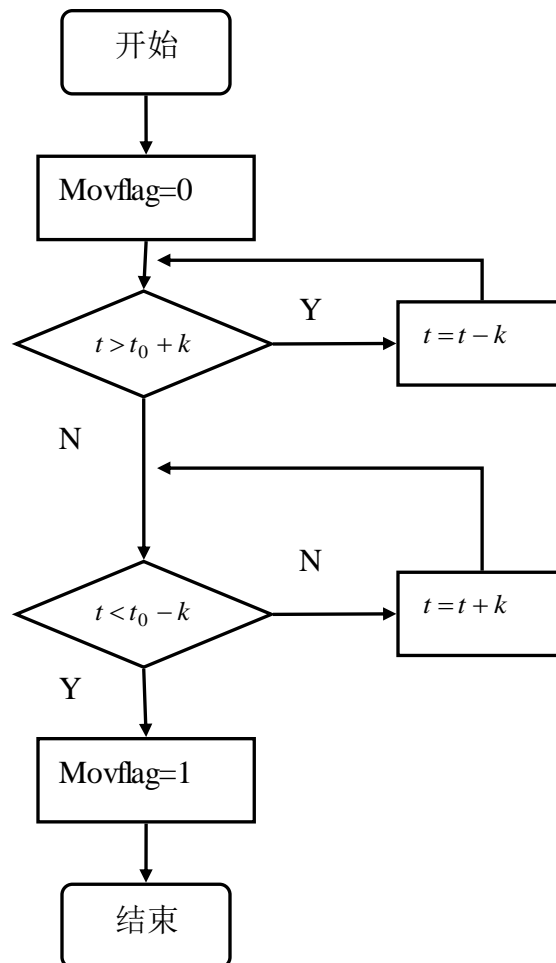 开始
Movflag=0
t > t₀ + k
Y
t = t − k
N
N
t < t₀ − k
t = t + k
Y
Movflag=1
结束